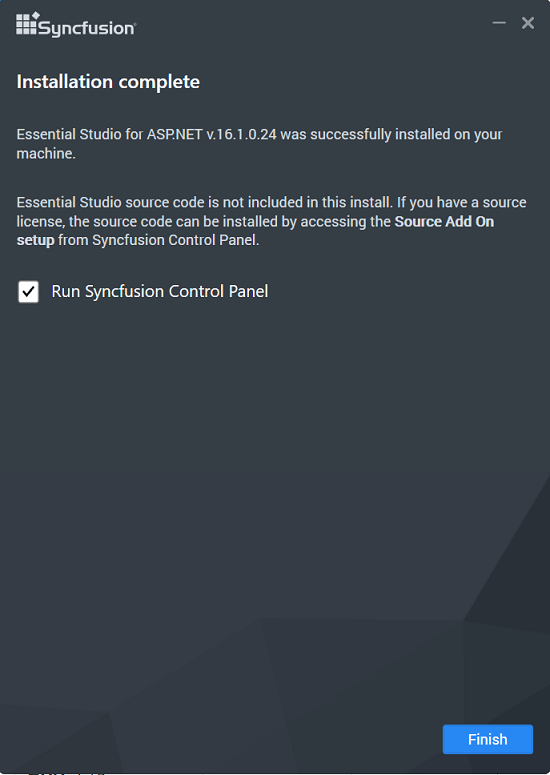 Syncfusion
Installation complete
Essential Studio for ASP.NET v.16.1.0.24 was successfully installed on your
machine.
Essential Studio source code is not included in this install. If you have a source
license, the source code can be installed by accessing the Source Add On
setup from Syncfusion Control Panel.
Run Syncfusion Control Panel
Finish